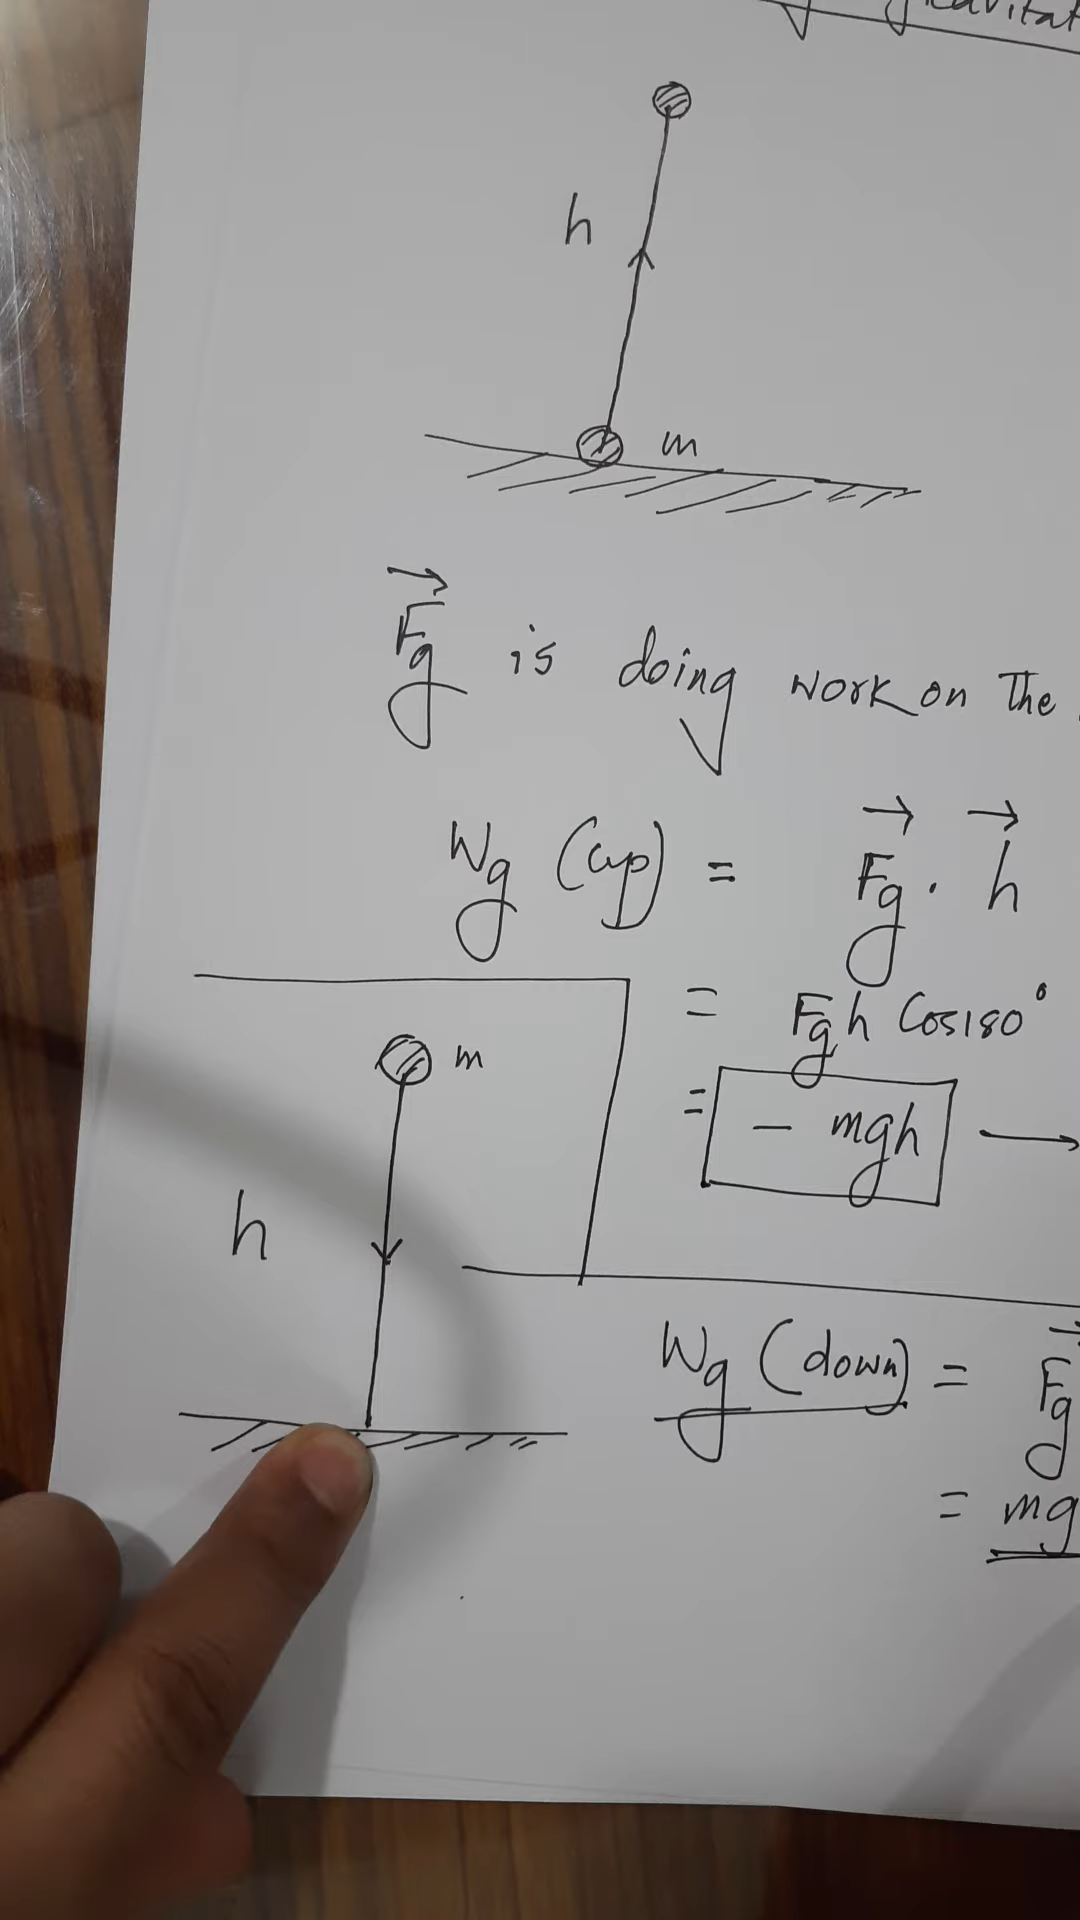 h
m
F⃗g is doing work on The
Wg (up) = F⃗g . h⃗
= Fg h Cos180°
= - mgh →
m
h
Wg (down) = F⃗g
= mg